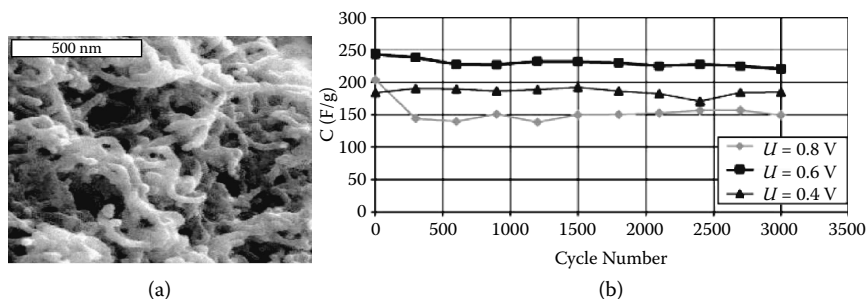 500 nm
(a)
(b)
300
250
200
150
100
50
0
C (F/g)
0 500 1000 1500 2000 2500 3000 3500
Cycle Number
U = 0.8 V
U = 0.6 V
U = 0.4 V